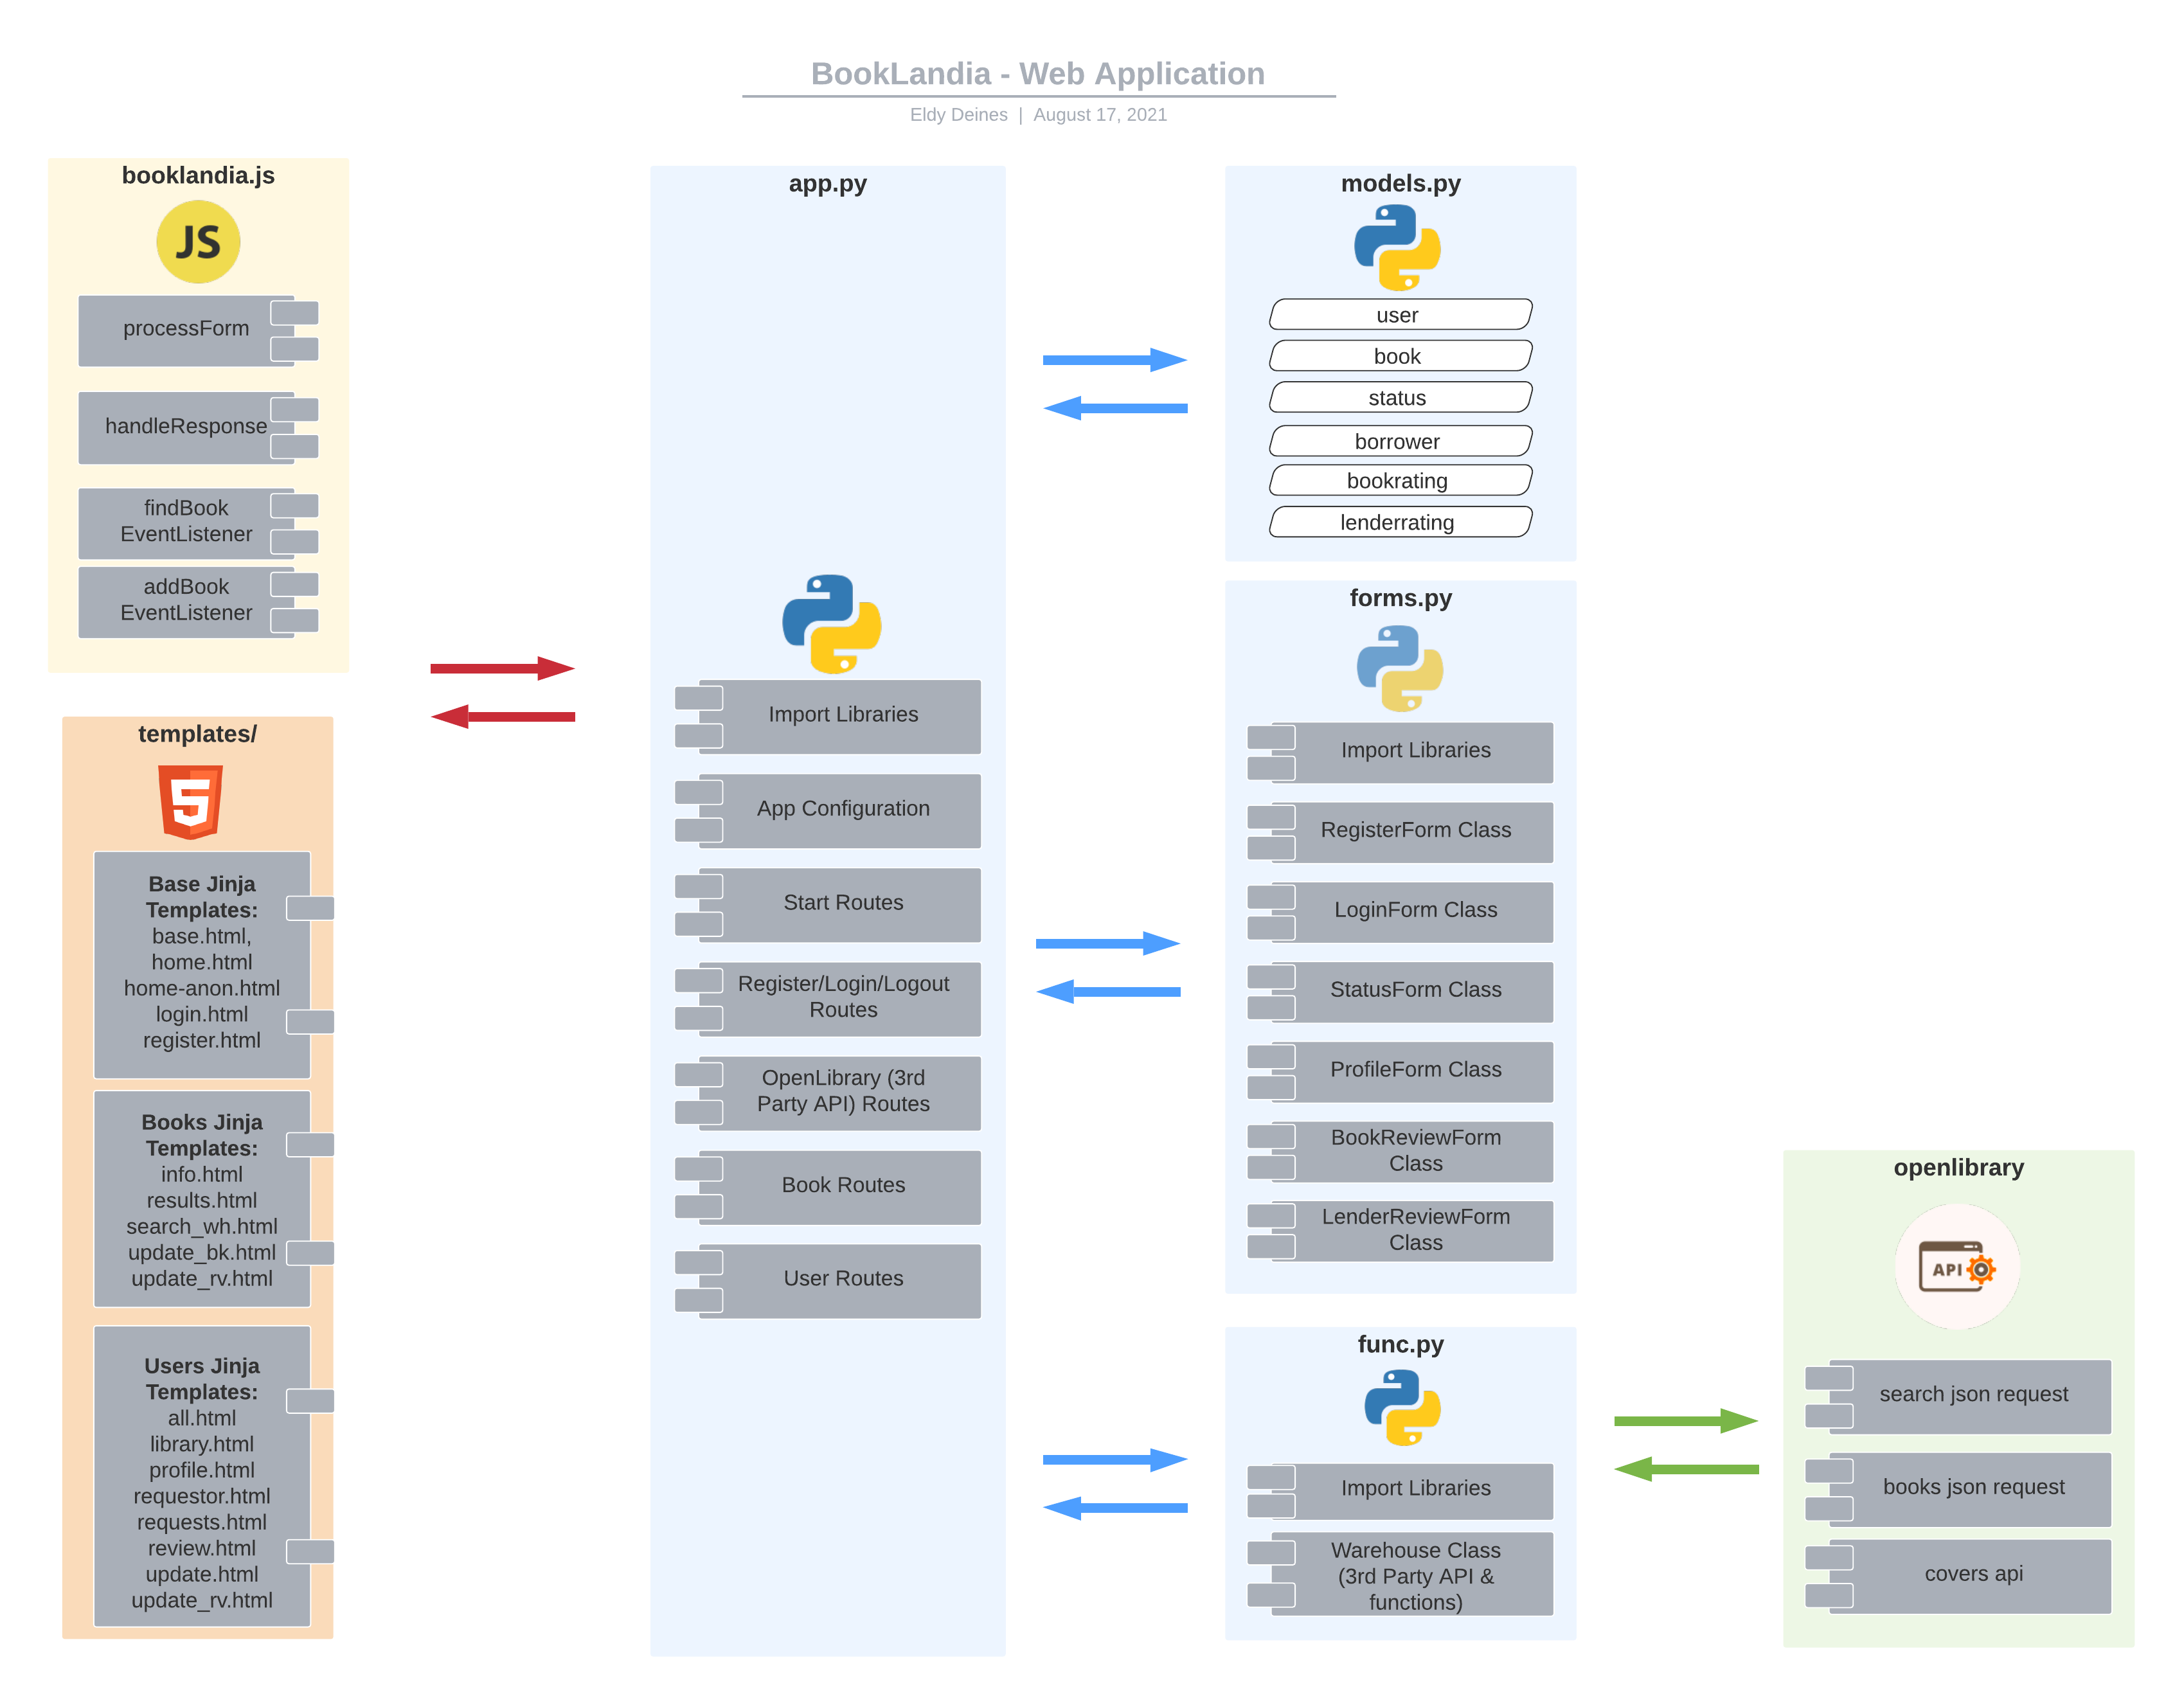 BookLandia - Web Application
Eldy Deines | August 17, 2021
booklandia.js
JS
processForm
handleResponse
findBook
EventListener
addBook
EventListener
templates/
5
Base Jinja
Templates:
base.html,
home.html
home-anon.html
login.html
register.html
Books Jinja
Templates:
info.html
results.html
search_wh.html
update_bk.html
update_rv.html
Users Jinja
Templates:
all.html
library.html
profile.html
requestor.html
requests.html
review.html
update.html
update_rv.html
app.py
Import Libraries
App Configuration
Start Routes
Register/Login/Logout
Routes
OpenLibrary (3rd
Party API) Routes
Book Routes
User Routes
models.py
user
book
status
borrower
bookrating
lenderrating
forms.py
Import Libraries
RegisterForm Class
LoginForm Class
StatusForm Class
ProfileForm Class
BookReviewForm
Class
LenderReviewForm
Class
func.py
Import Libraries
Warehouse Class
(3rd Party API &
functions)
openlibrary
API
search json request
books json request
covers api